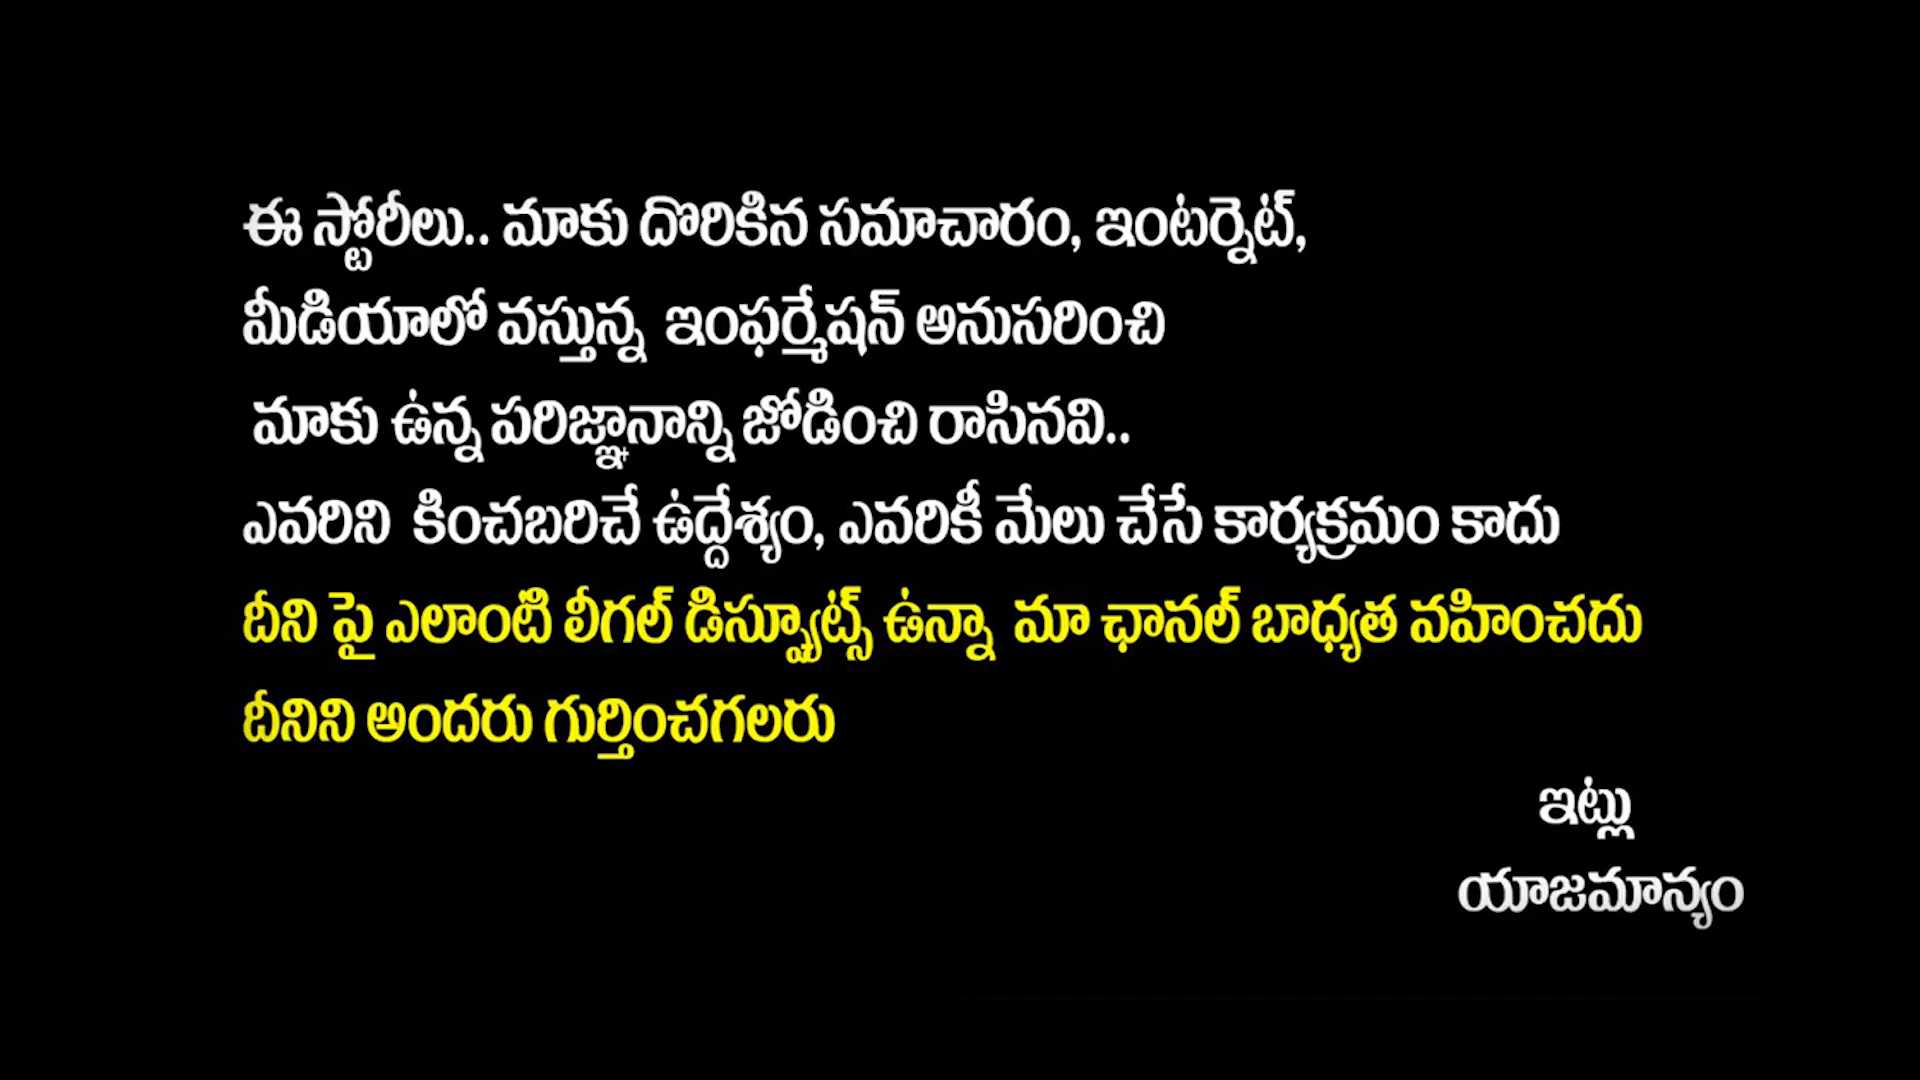 ఈ స్టోరీలు.. మాకు దొరికిన సమాచారం, ఇంటర్నెట్,
మీడియాలో వస్తున్న ఇంఫర్మేషన్ అనుసరించి
మాకు ఉన్న పరిజ్ఞానాన్ని జోడించి రాసినవి..
ఎవరిని కించబరిచే ఉద్దేశ్యం, ఎవరికీ మేలు చేసే కార్యక్రమం కాదు
దీని పై ఎలాంటి లీగల్ డిస్ప్యూట్స్ ఉన్నా మా ఛానల్ బాధ్యత వహించదు
దీనిని అందరు గుర్తించగలరు
ఇట్లు
యాజమాన్యం